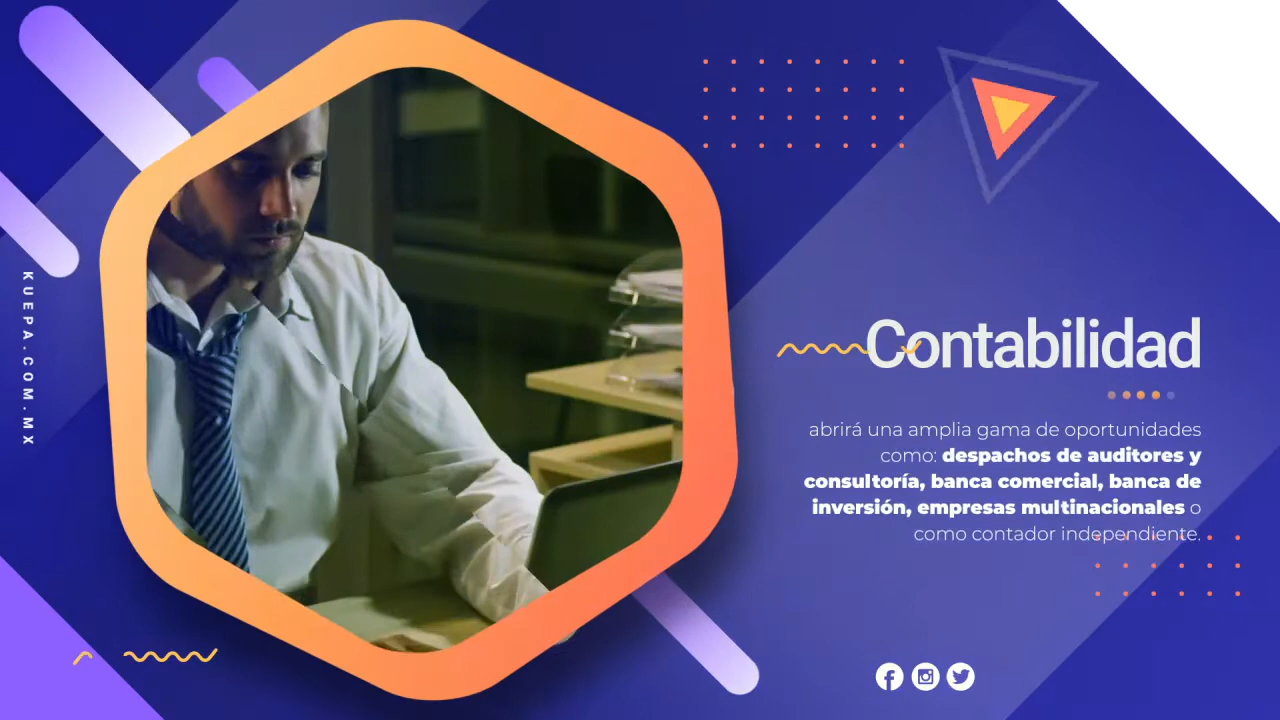 KUEPA.COM.MX
Contabilidad
abrirá una amplia gama de oportunidades
como: despachos de auditores y
consultoría, banca comercial, banca de
inversión, empresas multinacionales o
como contador independiente.